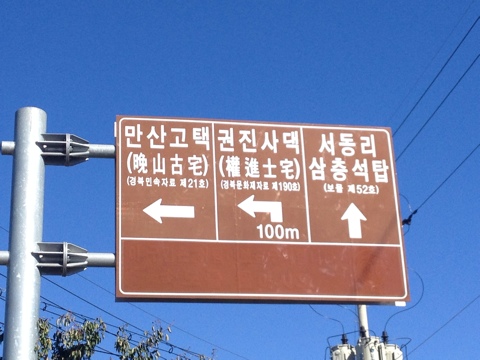 만산고택
(晩山古宅)
(경북민속자료 제21호)
권진사댁
(權進士宅)
(경북문화재자료 제190호)
100m
서동리
삼층석탑
(보물 제52호)